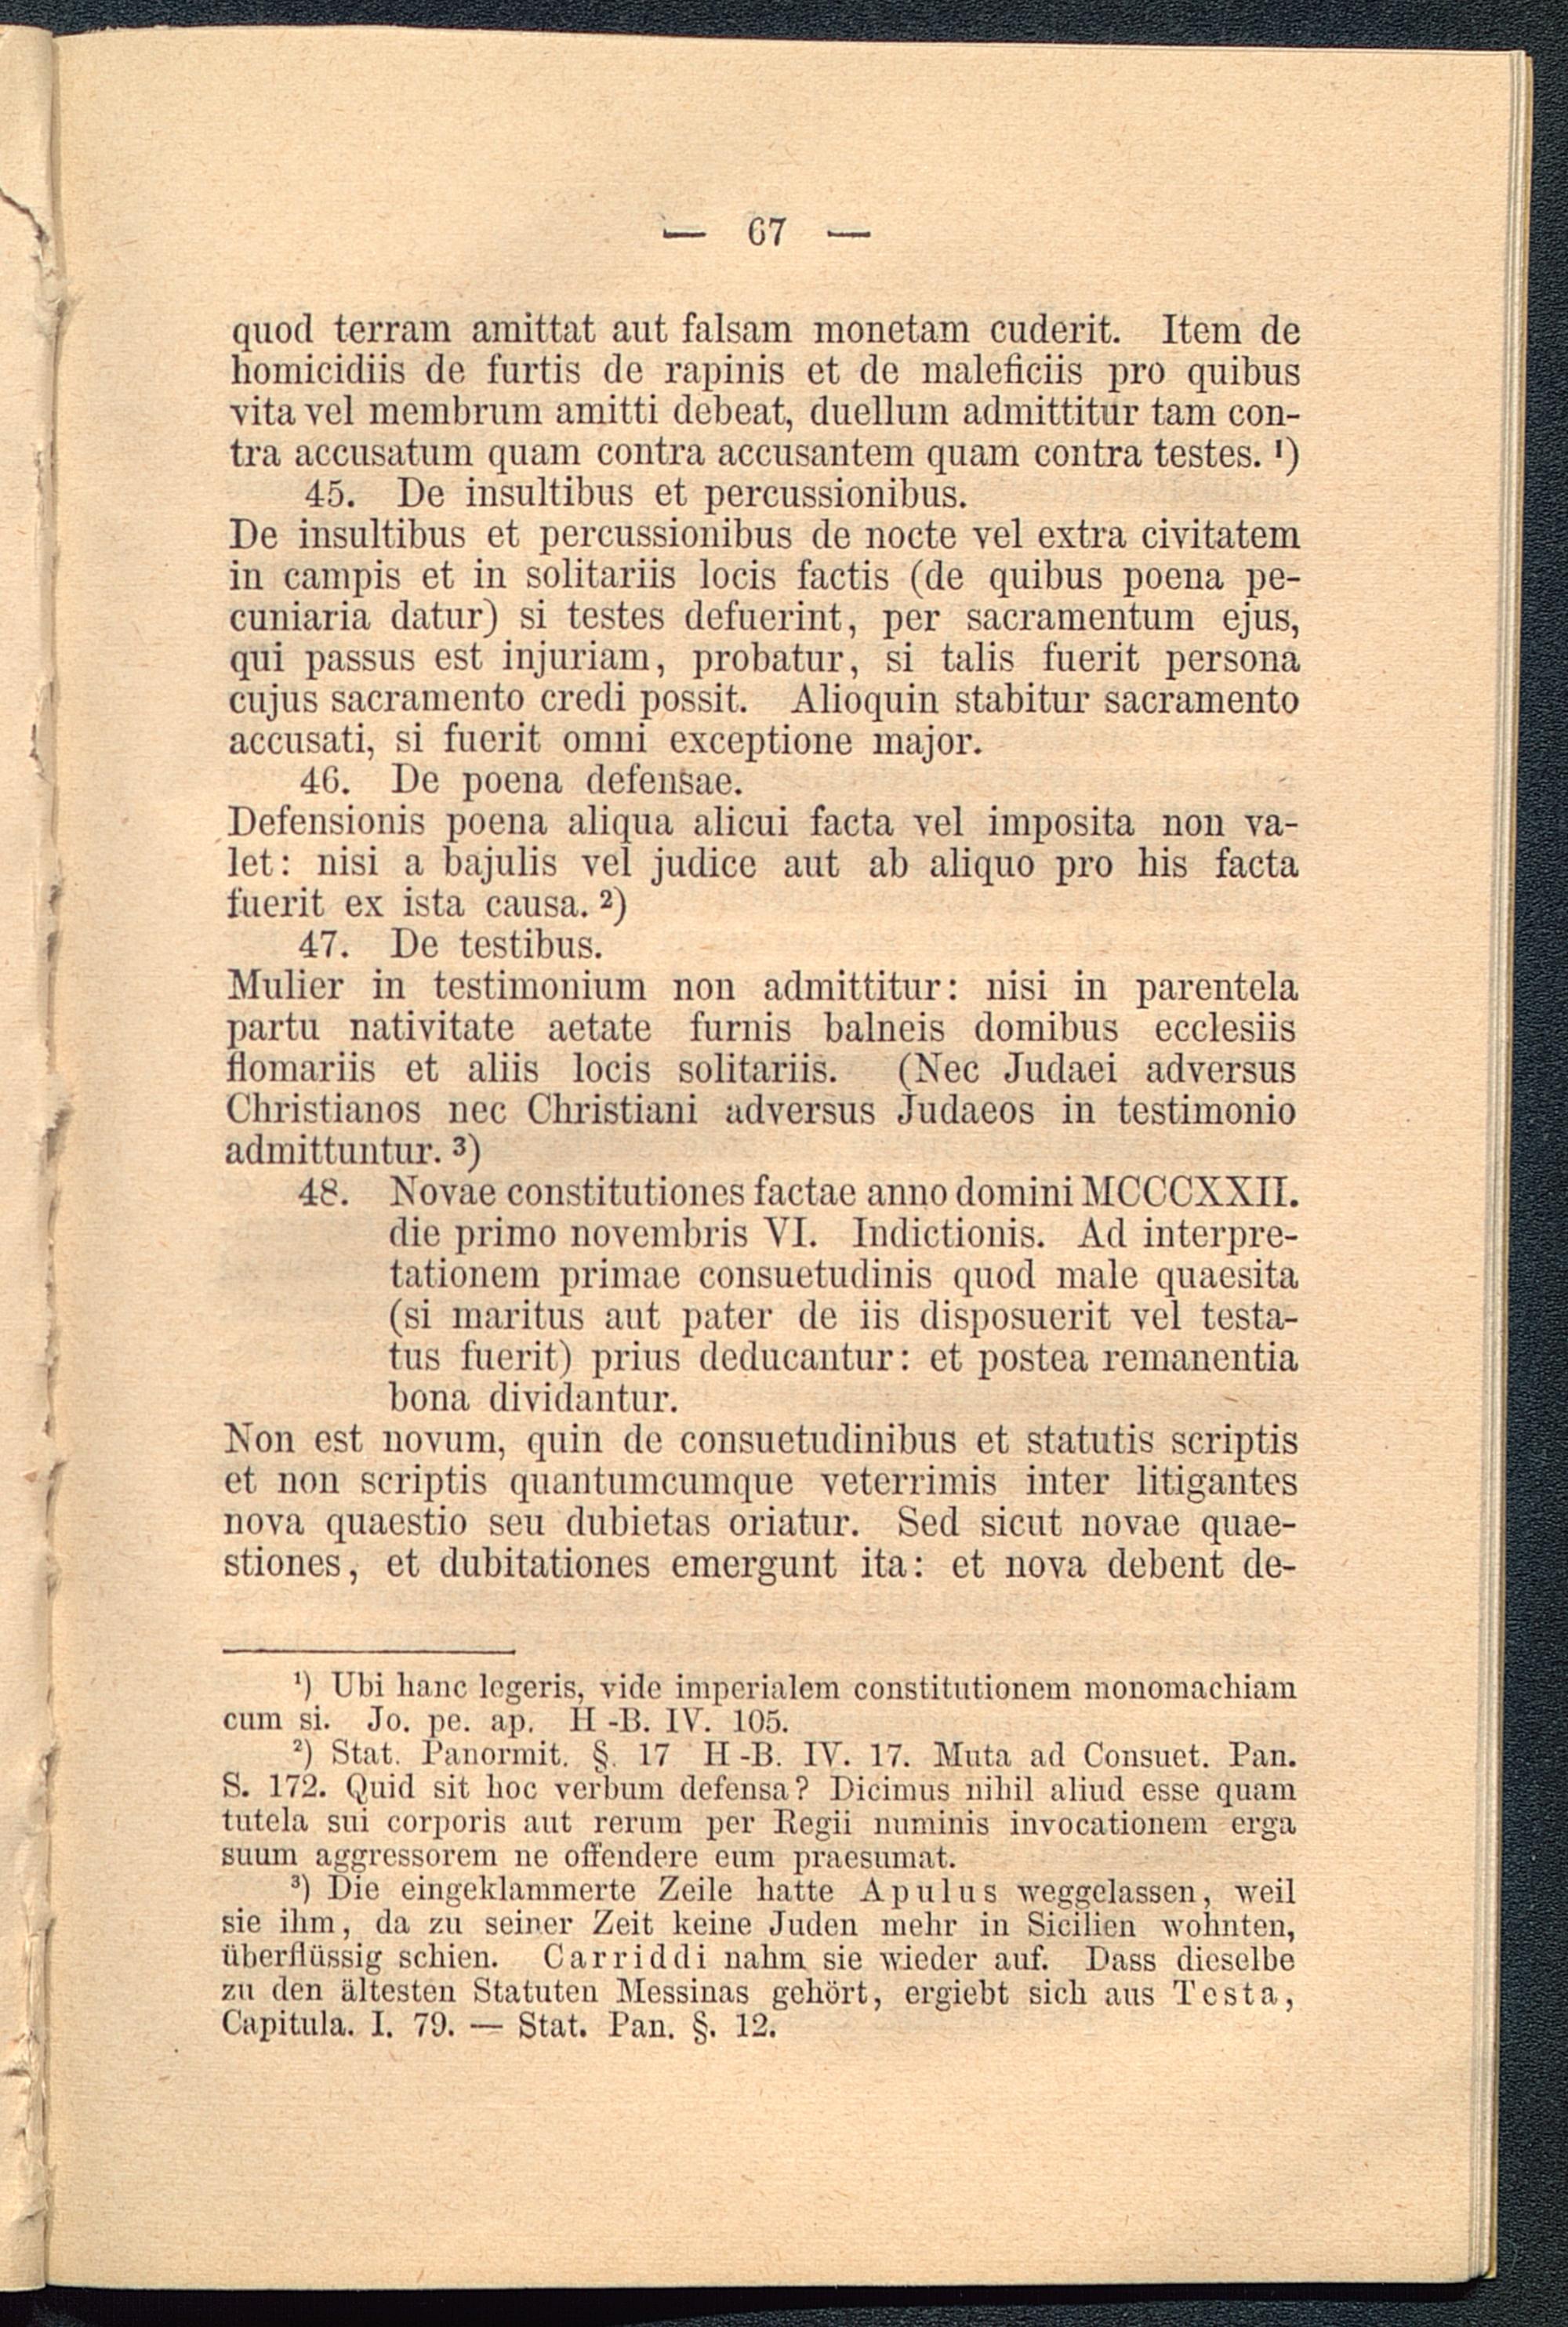 — 67 —
quod terram amittat aut falsam monetam cuderit. Item de
homicidiis de furtis de rapinis et de maleficiis pro quibus
vita vel membrum amitti debeat, duellum admittitur tam con-
tra accusatum quam contra accusantem quam contra testes. ¹)
45. De insultibus et percussionibus.
De insultibus et percussionibus de nocte vel extra civitatem
in campis et in solitariis locis factis (de quibus poena pe-
cuniaria datur) si testes defuerint, per sacramentum ejus,
qui passus est injuriam, probatur, si talis fuerit persona
cujus sacramento credi possit. Alioquin stabitur sacramento
accusati, si fuerit omni exceptione major.
46. De poena defensae.
Defensionis poena aliqua alicui facta vel imposita non va-
let: nisi a bajulis vel judice aut ab aliquo pro his facta
fuerit ex ista causa. ²)
47. De testibus.
Mulier in testimonium non admittitur: nisi in parentela
partu nativitate aetate furnis balneis domibus ecclesiis
flomariis et aliis locis solitariis. (Nec Judaei adversus
Christianos nec Christiani adversus Judaeos in testimonio
admittuntur. ³)
48. Novae constitutiones factae anno domini MCCCXXII.
die primo novembris VI. Indictionis. Ad interpre-
tationem primae consuetudinis quod male quaesita
(si maritus aut pater de iis disposuerit vel testa-
tus fuerit) prius deducantur: et postea remanentia
bona dividantur.
Non est novum, quin de consuetudinibus et statutis scriptis
et non scriptis quantumcumque veterrimis inter litigantes
nova quaestio seu dubietas oriatur. Sed sicut novae quae-
stiones, et dubitationes emergunt ita: et nova debent de-
¹) Ubi hanc legeris, vide imperialem constitutionem monomachiam
cum si. Jo. pe. ap. H -B. IV. 105.
²) Stat. Panormit. §. 17 H -B. IV. 17. Muta ad Consuet. Pan.
S. 172. Quid sit hoc verbum defensa? Dicimus nihil aliud esse quam
tutela sui corporis aut rerum per Regii numinis invocationem erga
suum aggressorem ne offendere eum praesumat.
³) Die eingeklammerte Zeile hatte Apulus weggelassen, weil
sie ihm, da zu seiner Zeit keine Juden mehr in Sicilien wohnten,
überflüssig schien. Carriddi nahm sie wieder auf. Dass dieselbe
zu den ältesten Statuten Messinas gehört, ergiebt sich aus Testa,
Capitula. I. 79. — Stat. Pan. §. 12.